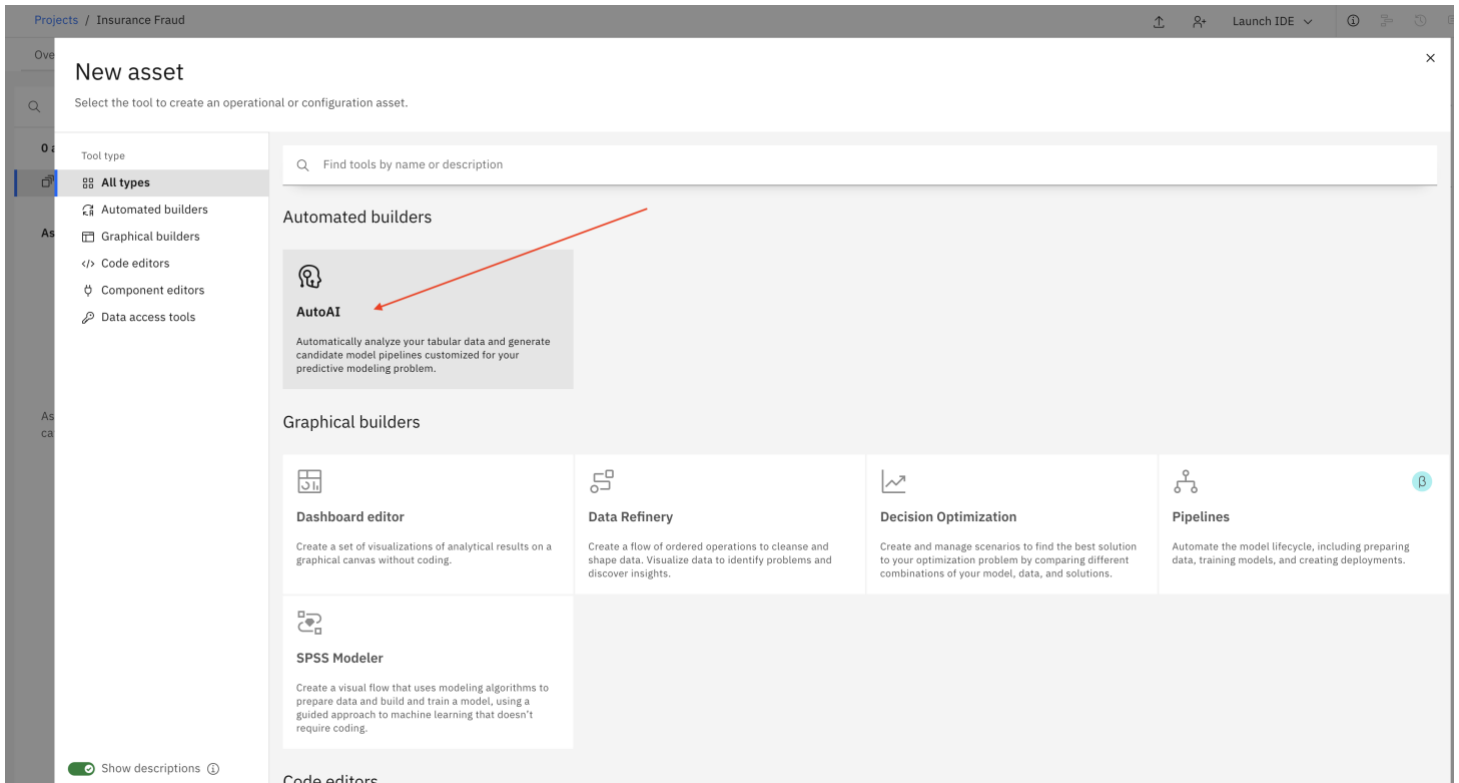 Projects / Insurance Fraud
Launch IDE
Ove
New asset
Select the tool to create an operational or configuration asset.
0 a
As
As
ca
Tool type
All types
Automated builders
Graphical builders
Code editors
Component editors
Data access tools
Show descriptions
Find tools by name or description
Automated builders
AutoAI
Automatically analyze your tabular data and generate
candidate model pipelines customized for your
predictive modeling problem.
Graphical builders
Dashboard editor
Create a set of visualizations of analytical results on a
graphical canvas without coding.
Data Refinery
Create a flow of ordered operations to cleanse and
shape data. Visualize data to identify problems and
discover insights.
Decision Optimization
Create and manage scenarios to find the best solution
to your optimization problem by comparing different
combinations of your model, data, and solutions.
β
Pipelines
Automate the model lifecycle, including preparing
data, training models, and creating deployments.
SPSS Modeler
Create a visual flow that uses modeling algorithms to
prepare data and build and train a model, using a
guided approach to machine learning that doesn't
require coding.
Code editors